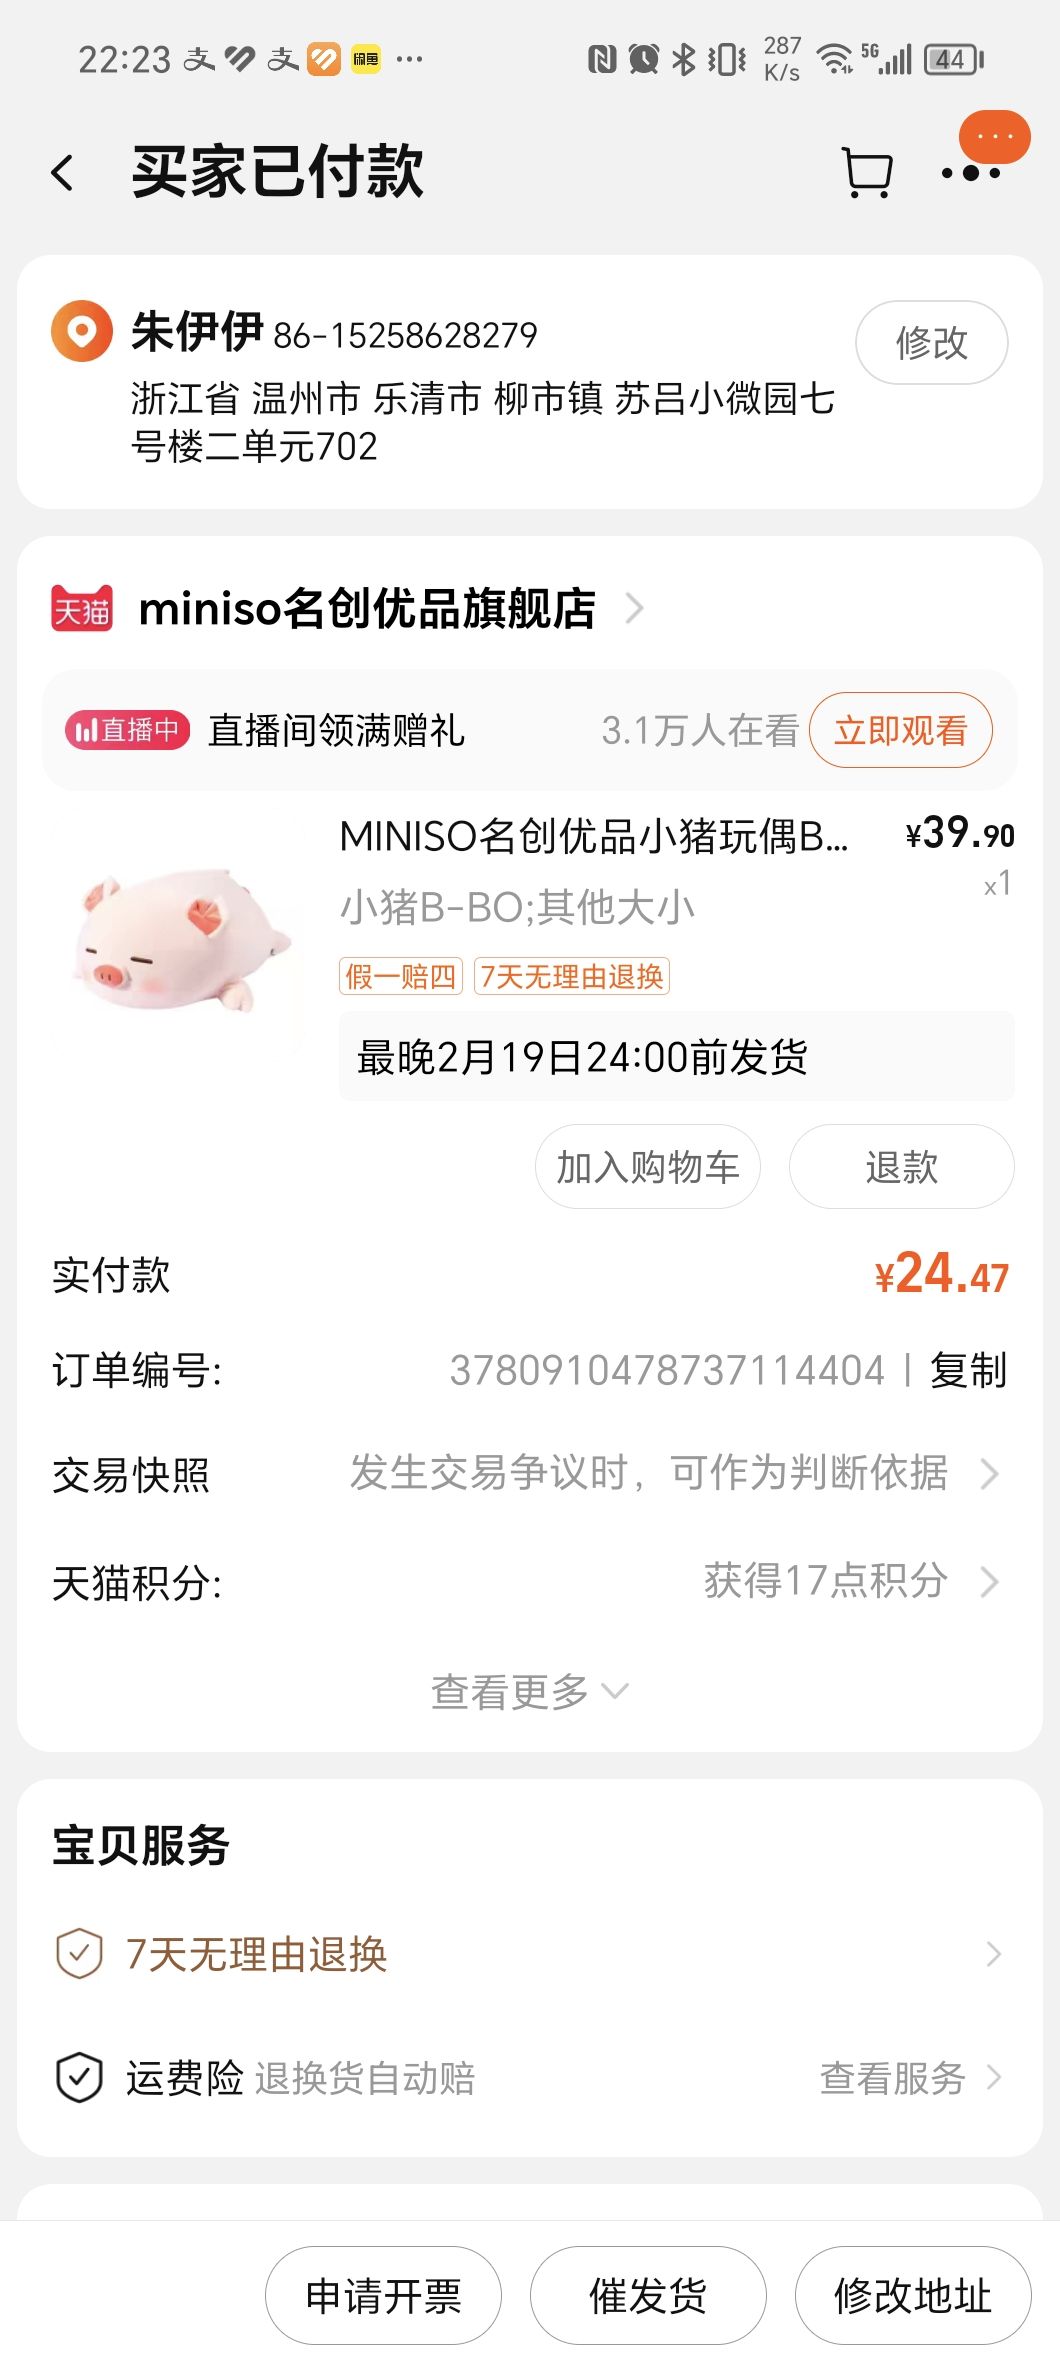 22:23 支 支 闲鱼 ...
287 K/s 5G 44
买家已付款
朱伊伊 86-15258628279
修改
浙江省 温州市 乐清市 柳市镇 苏吕小微园七
号楼二单元702
天猫 miniso名创优品旗舰店
直播中 直播间领满赠礼 3.1万人在看 立即观看
MINISO名创优品小猪玩偶B... ¥39.90
x1
小猪B-BO;其他大小
假一赔四 7天无理由退换
最晚2月19日24:00前发货
加入购物车 退款
实付款 ¥24.47
订单编号: 3780910478737114404 | 复制
交易快照 发生交易争议时，可作为判断依据
天猫积分: 获得17点积分
查看更多
宝贝服务
7天无理由退换
运费险 退换货自动赔 查看服务
申请开票 催发货 修改地址